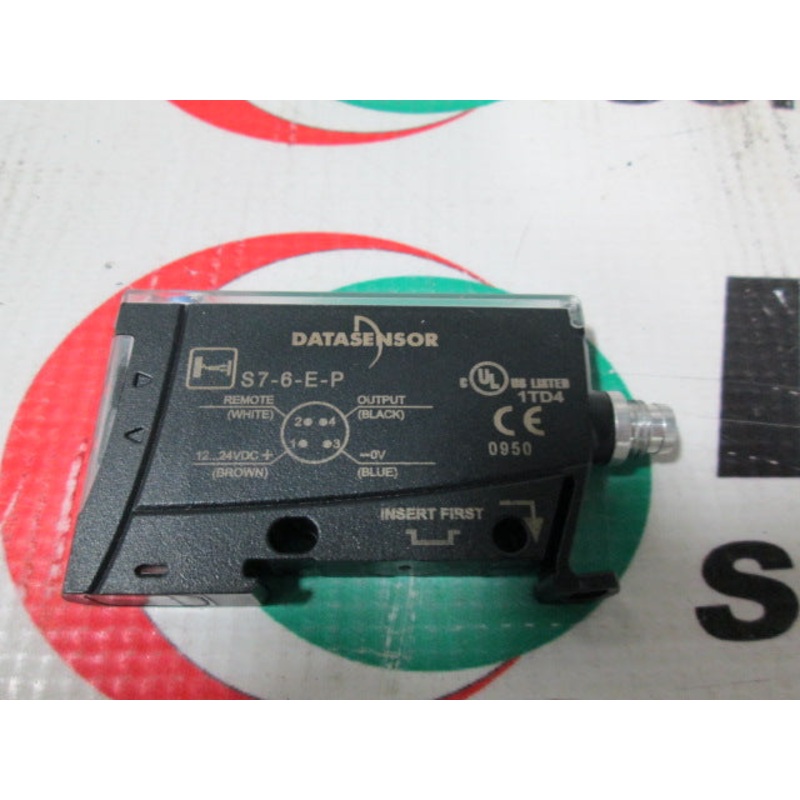 DATASENSOR
S7-6-E-P
REMOTE
(WHITE)
OUTPUT
(BLACK)
2 4
1 3
12...24VDC +
(BROWN)
-0V
(BLUE)
C UL US LISTED
1TD4
CE
0950
INSERT FIRST
S